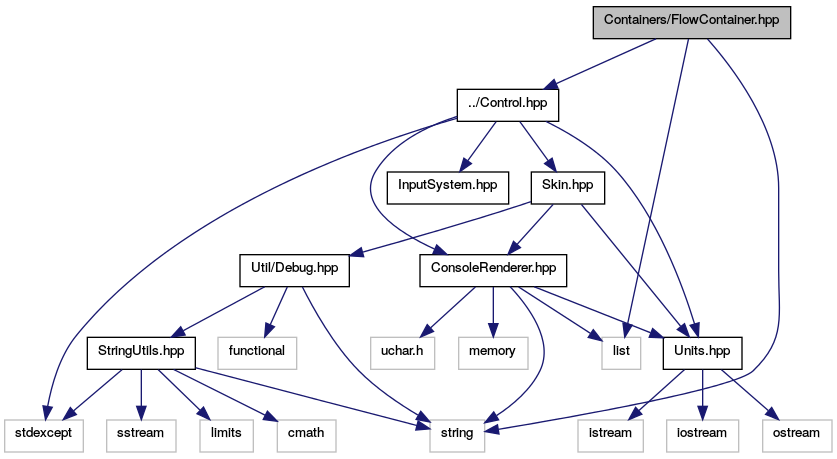 Containers/FlowContainer.hpp
../Control.hpp
InputSystem.hpp
Skin.hpp
Util/Debug.hpp
ConsoleRenderer.hpp
StringUtils.hpp
functional
uchar.h
memory
list
Units.hpp
stdexcept
sstream
limits
cmath
string
istream
iostream
ostream